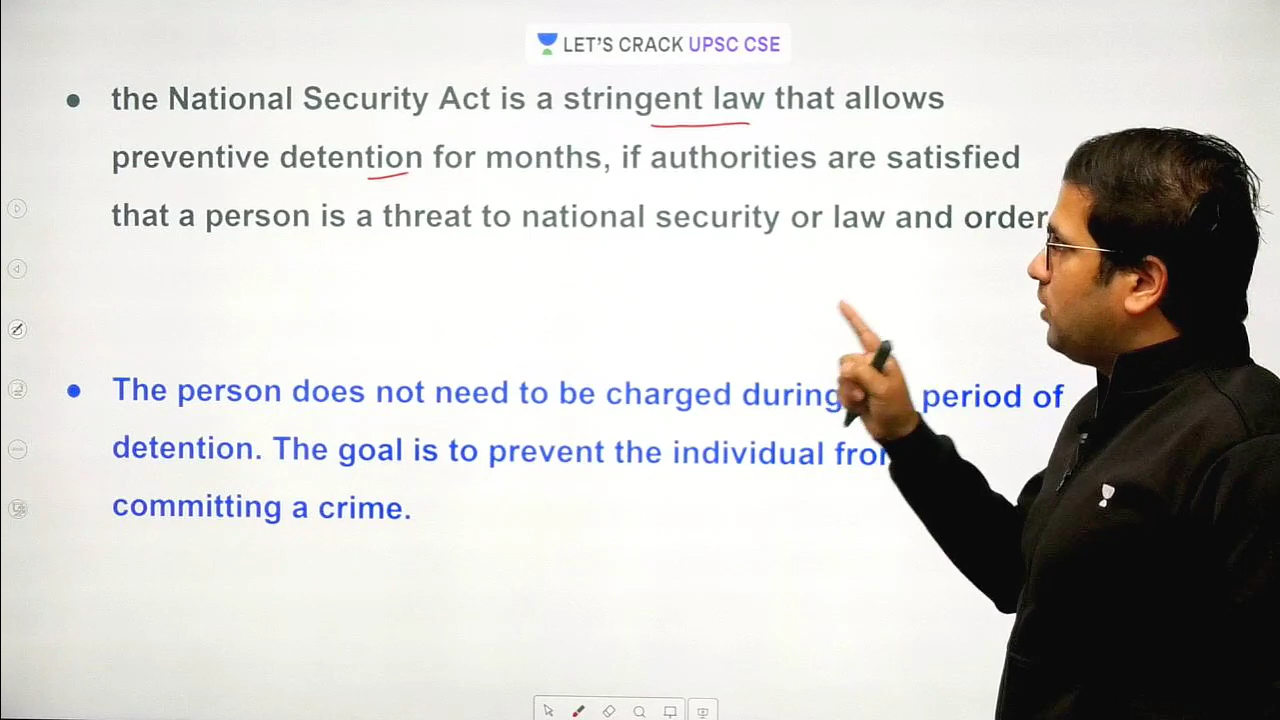 LET'S CRACK UPSC CSE
the National Security Act is a stringent law that allows
preventive detention for months, if authorities are satisfied
that a person is a threat to national security or law and order
The person does not need to be charged during period of
detention. The goal is to prevent the individual
committing a crime.